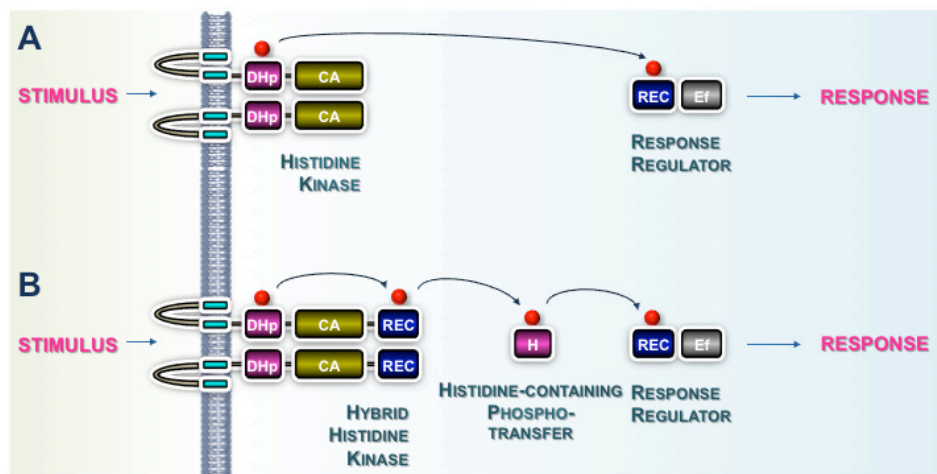 A
DHp CA
REC Ef
STIMULUS
RESPONSE
DHp CA
HISTIDINE
KINASE
RESPONSE
REGULATOR
B
DHp CA REC
H
REC Ef
STIMULUS
RESPONSE
DHp CA REC
HYBRID
HISTIDINE
KINASE
HISTIDINE-CONTAINING
PHOSPHO-
TRANSFER
RESPONSE
REGULATOR